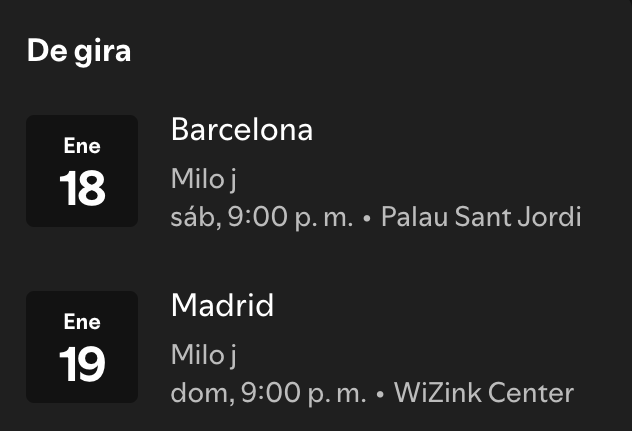 De gira
Ene
18
Barcelona
Milo j
sáb, 9:00 p. m. • Palau Sant Jordi
Ene
19
Madrid
Milo j
dom, 9:00 p. m. • WiZink Center